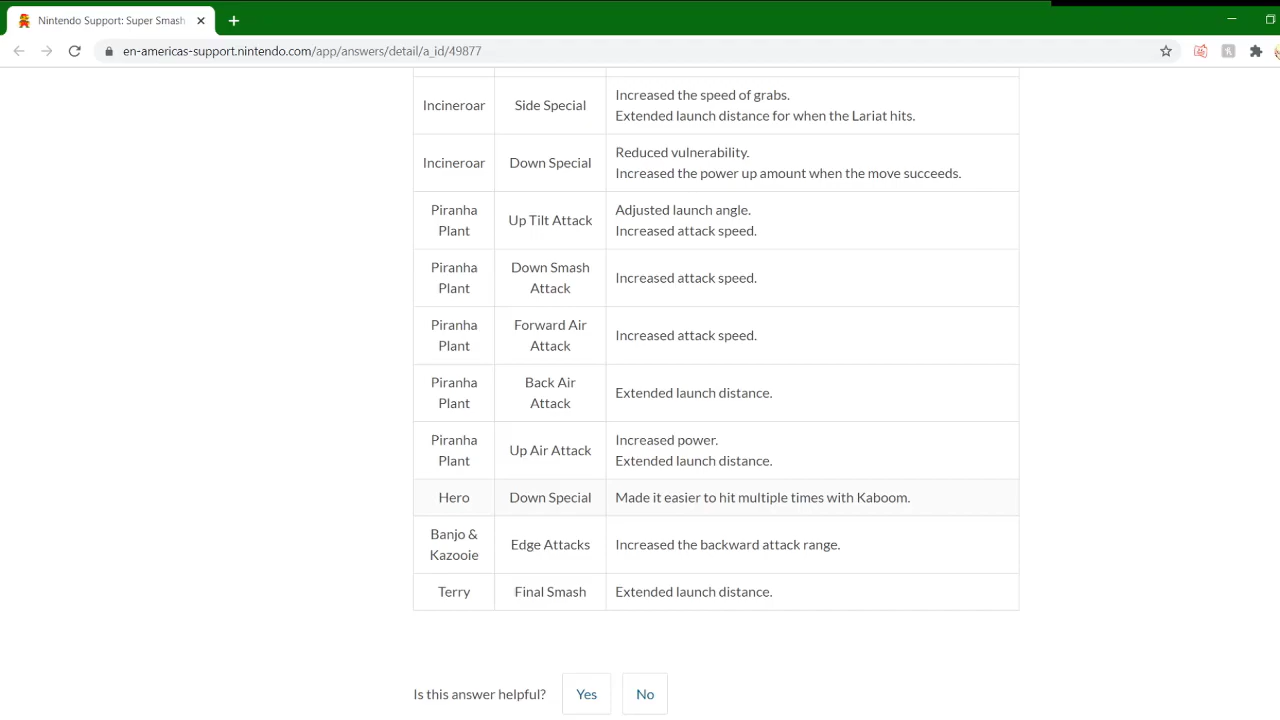 Nintendo Support: Super Smash
en-americas-support.nintendo.com/app/answers/detail/a_id/49877
Incineroar
Side Special
Increased the speed of grabs.
Extended launch distance for when the Lariat hits.
Incineroar
Down Special
Reduced vulnerability.
Increased the power up amount when the move succeeds.
Piranha
Plant
Up Tilt Attack
Adjusted launch angle.
Increased attack speed.
Piranha
Plant
Down Smash
Attack
Increased attack speed.
Piranha
Plant
Forward Air
Attack
Increased attack speed.
Piranha
Plant
Back Air
Attack
Extended launch distance.
Piranha
Plant
Up Air Attack
Increased power.
Extended launch distance.
Hero
Down Special
Made it easier to hit multiple times with Kaboom.
Banjo &
Kazooie
Edge Attacks
Increased the backward attack range.
Terry
Final Smash
Extended launch distance.
Is this answer helpful?
Yes
No